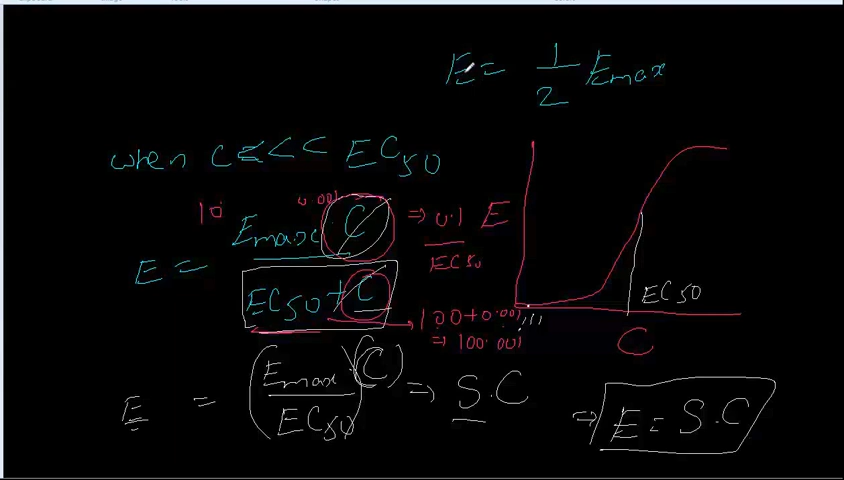 E = 1/2 Emax
when C ≤<< EC50
10 0.001
E = Emax · C / EC50 + C
⇒ 0.1 / EC50
100+0.001
⇒ 100.001
E
EC50
C
E = (Emax / EC50) · C ⇒ S.C
⇒ E = S.C